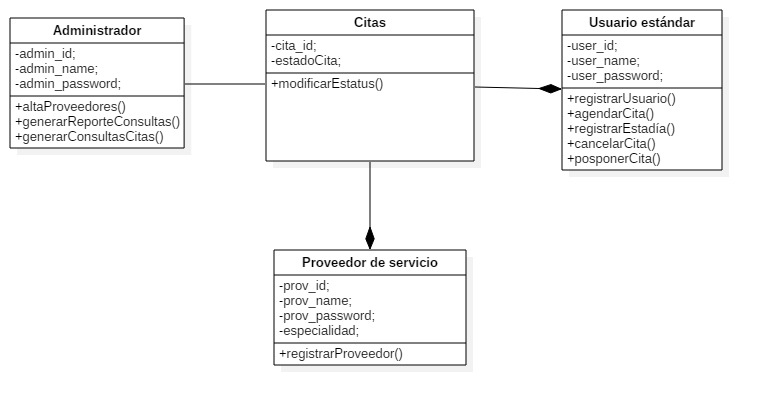 Administrador
-admin_id;
-admin_name;
-admin_password;
+altaProveedores()
+generarReporteConsultas()
+generarConsultasCitas()
Citas
-cita_id;
-estadoCita;
+modificarEstatus()
Usuario estándar
-user_id;
-user_name;
-user_password;
+registrarUsuario()
+agendarCita()
+registrarEstadía()
+cancelarCita()
+posponerCita()
Proveedor de servicio
-prov_id;
-prov_name;
-prov_password;
-especialidad;
+registrarProveedor()